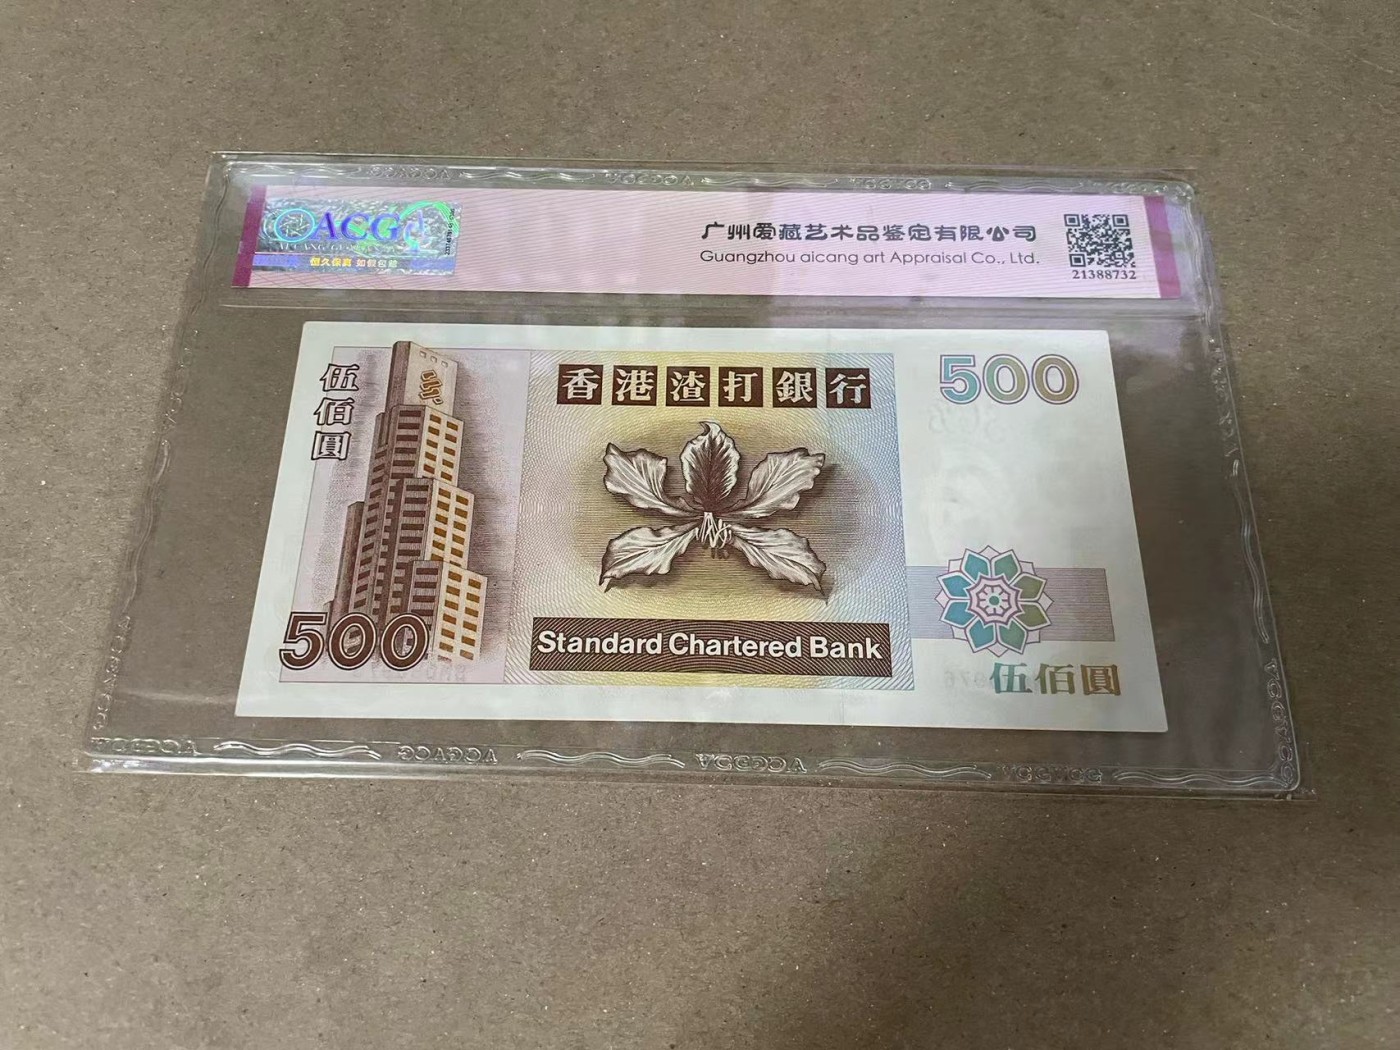 ACG
恒久保真 如假包赔
广州爱藏艺术品鉴定有限公司
Guangzhou aicang art Appraisal Co., Ltd.
21388732
伍佰圓
香港渣打銀行
500
500
Standard Chartered Bank
伍佰圓